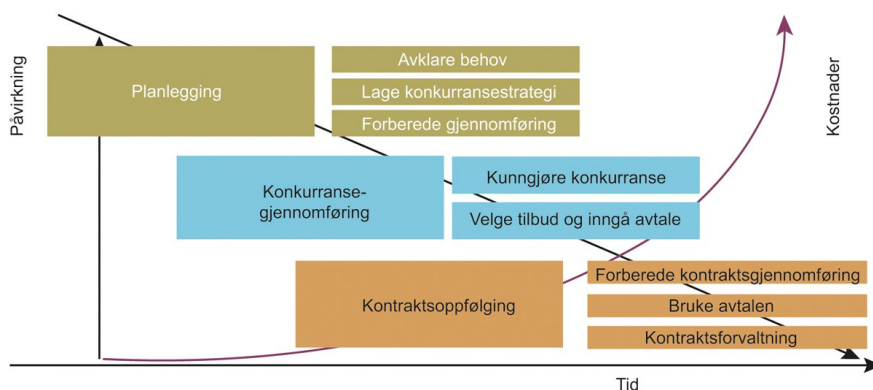 Påvirkning
Planlegging
Avklare behov
Lage konkurransestrategi
Forberede gjennomføring
Kostnader
Konkurranse-
gjennomføring
Kunngjøre konkurranse
Velge tilbud og inngå avtale
Kontraktsoppfølging
Forberede kontraktsgjennomføring
Bruke avtalen
Kontraktsforvaltning
Tid